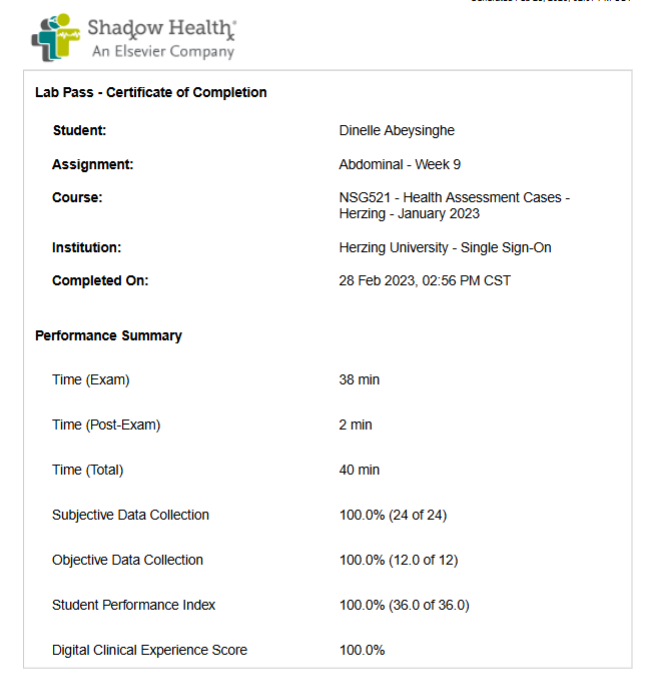 Shadow Health
An Elsevier Company
Lab Pass - Certificate of Completion
Student: Dinelle Abeysinghe
Assignment: Abdominal - Week 9
Course: NSG521 - Health Assessment Cases -
Herzing - January 2023
Institution: Herzing University - Single Sign-On
Completed On: 28 Feb 2023, 02:56 PM CST
Performance Summary
Time (Exam) 38 min
Time (Post-Exam) 2 min
Time (Total) 40 min
Subjective Data Collection 100.0% (24 of 24)
Objective Data Collection 100.0% (12.0 of 12)
Student Performance Index 100.0% (36.0 of 36.0)
Digital Clinical Experience Score 100.0%